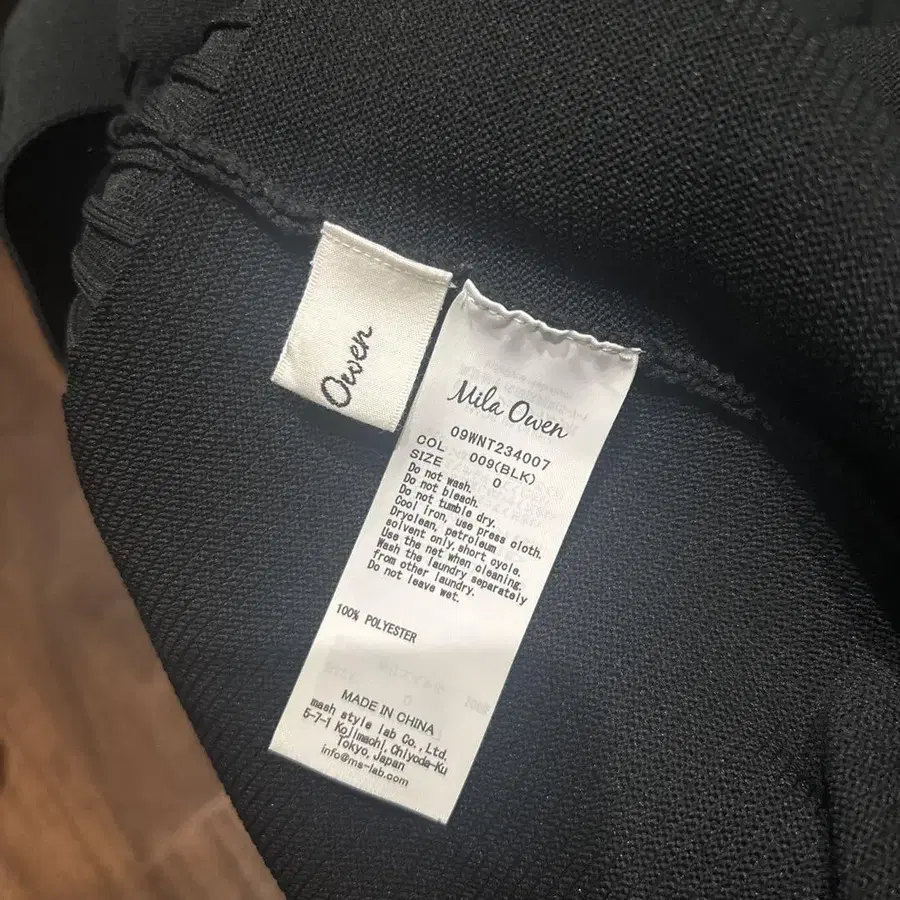 Owen
Mila Owen
09WNT234007
COL 009(BLK)
SIZE 0
Do not wash.
Do not bleach.
Do not tumble dry.
Cool iron, use press cloth.
Dryclean, petroleum
solvent only,short cycle.
Use the net when cleaning.
Wash the laundry separately
from other laundry.
Do not leave wet.
100% POLYESTER
MADE IN CHINA
mash style lab Co.,Ltd.
5-7-1 Kojimachi,Chiyoda-Ku
Tokyo,Japan
info@ms-lab.com